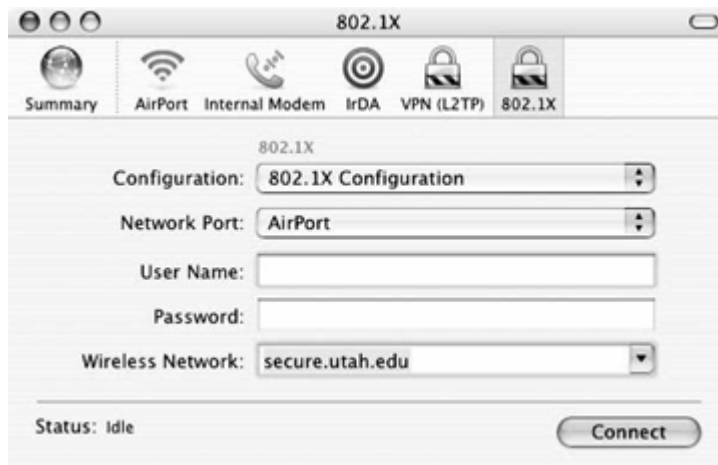 802.1X
Summary AirPort Internal Modem IrDA VPN (L2TP) 802.1X
802.1X
Configuration: 802.1X Configuration
Network Port: AirPort
User Name:
Password:
Wireless Network: secure.utah.edu
Status: Idle Connect